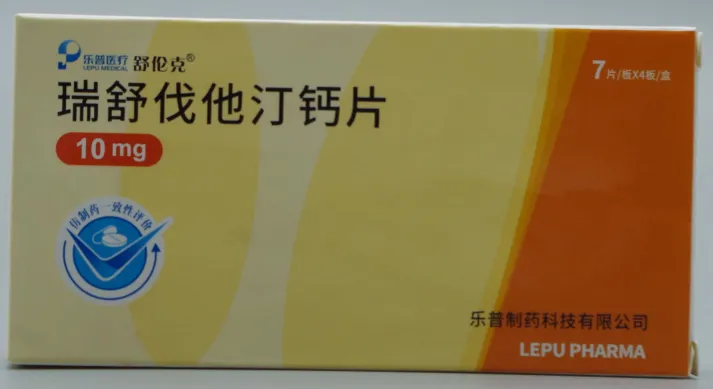 乐普医疗 舒伦克®
LEPU MEDICAL
7片/板X4板/盒
瑞舒伐他汀钙片
10 mg
仿制药一致性评价
乐普制药科技有限公司
LEPU PHARMA